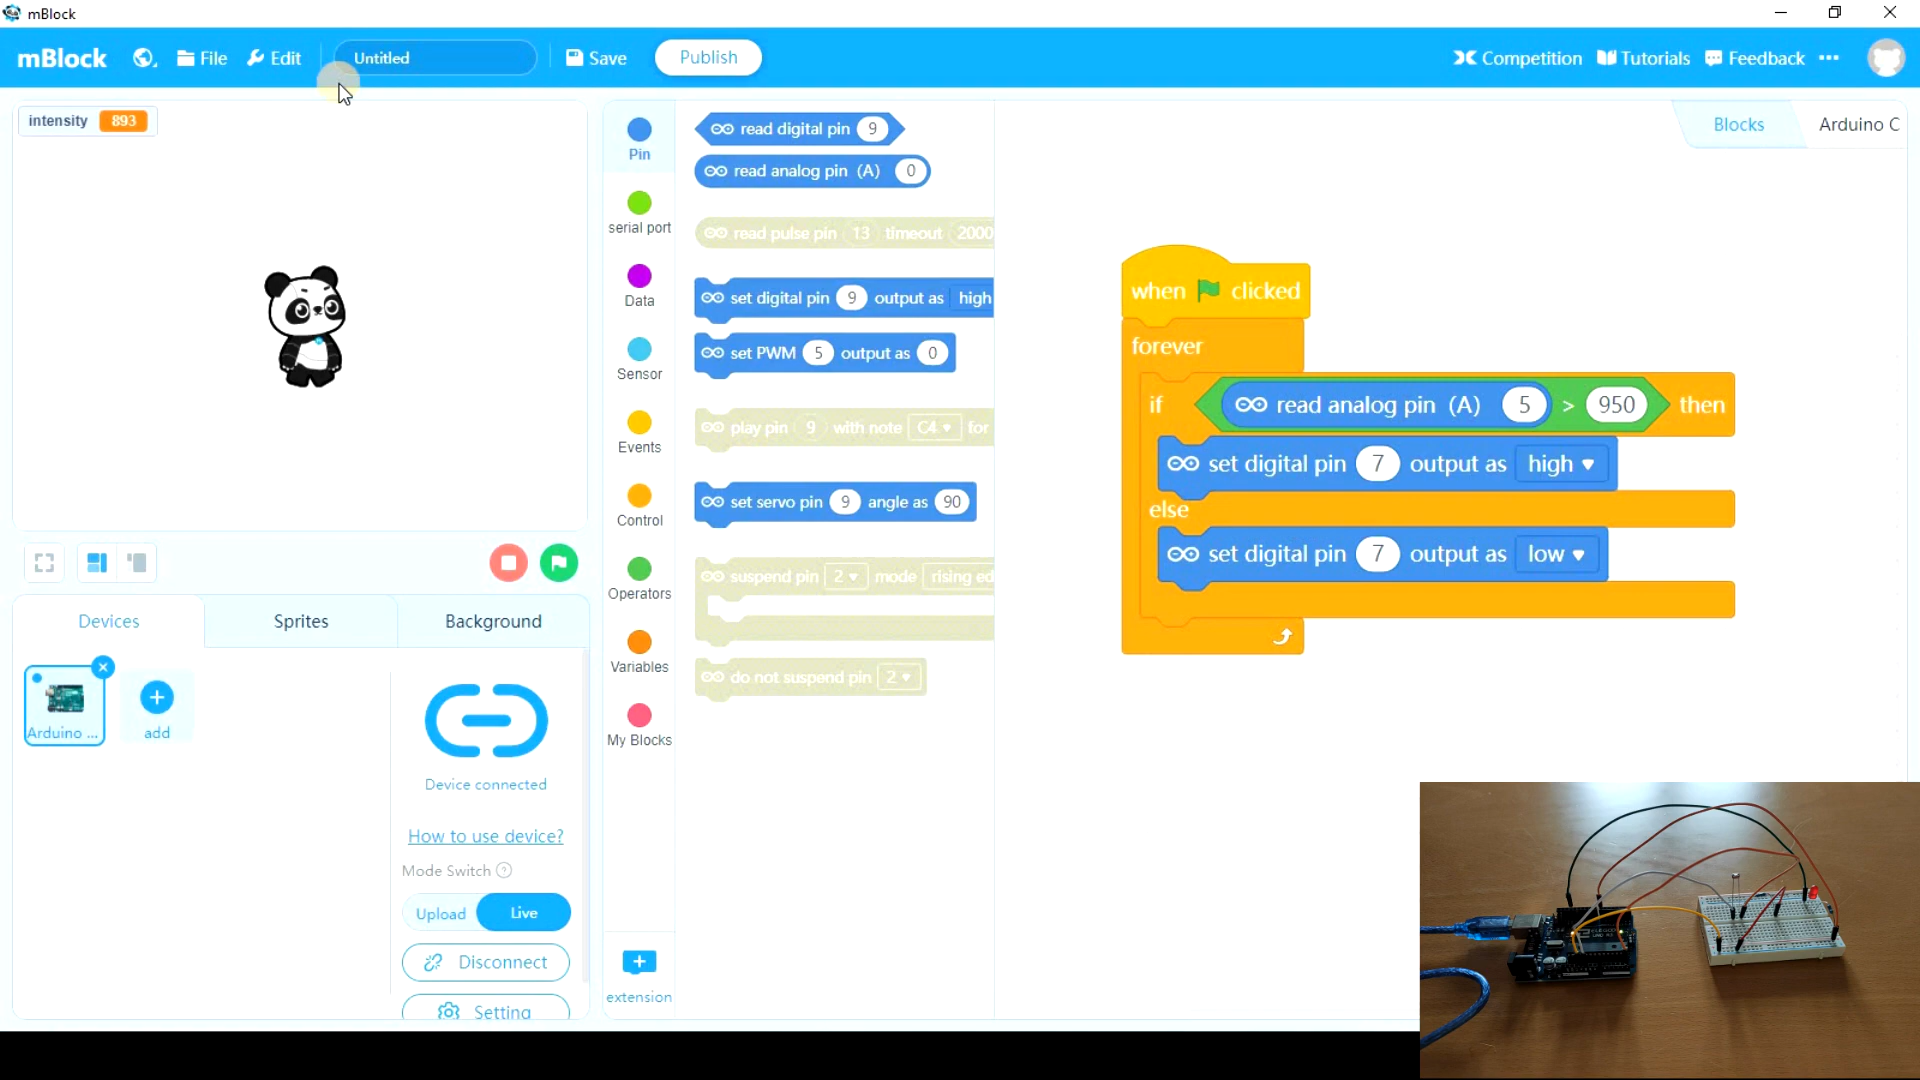 mBlock
mBlock File Edit Untitled Save Publish Competition Tutorials Feedback
intensity 893
Pin
serial port
Data
Sensor
Events
Control
Operators
Variables
My Blocks
extension
read digital pin 9
read analog pin (A) 0
read pulse pin 13 timeout 2000
set digital pin 9 output as high
set PWM 5 output as 0
play pin 9 with note C4 for
set servo pin 9 angle as 90
suspend pin 2 mode rising ed
do not suspend pin 2
Blocks Arduino C
when clicked
forever
if read analog pin (A) 5 > 950 then
set digital pin 7 output as high
else
set digital pin 7 output as low
Devices Sprites Background
Arduino ...
add
Device connected
How to use device?
Mode Switch ?
Upload Live
Disconnect
Setting